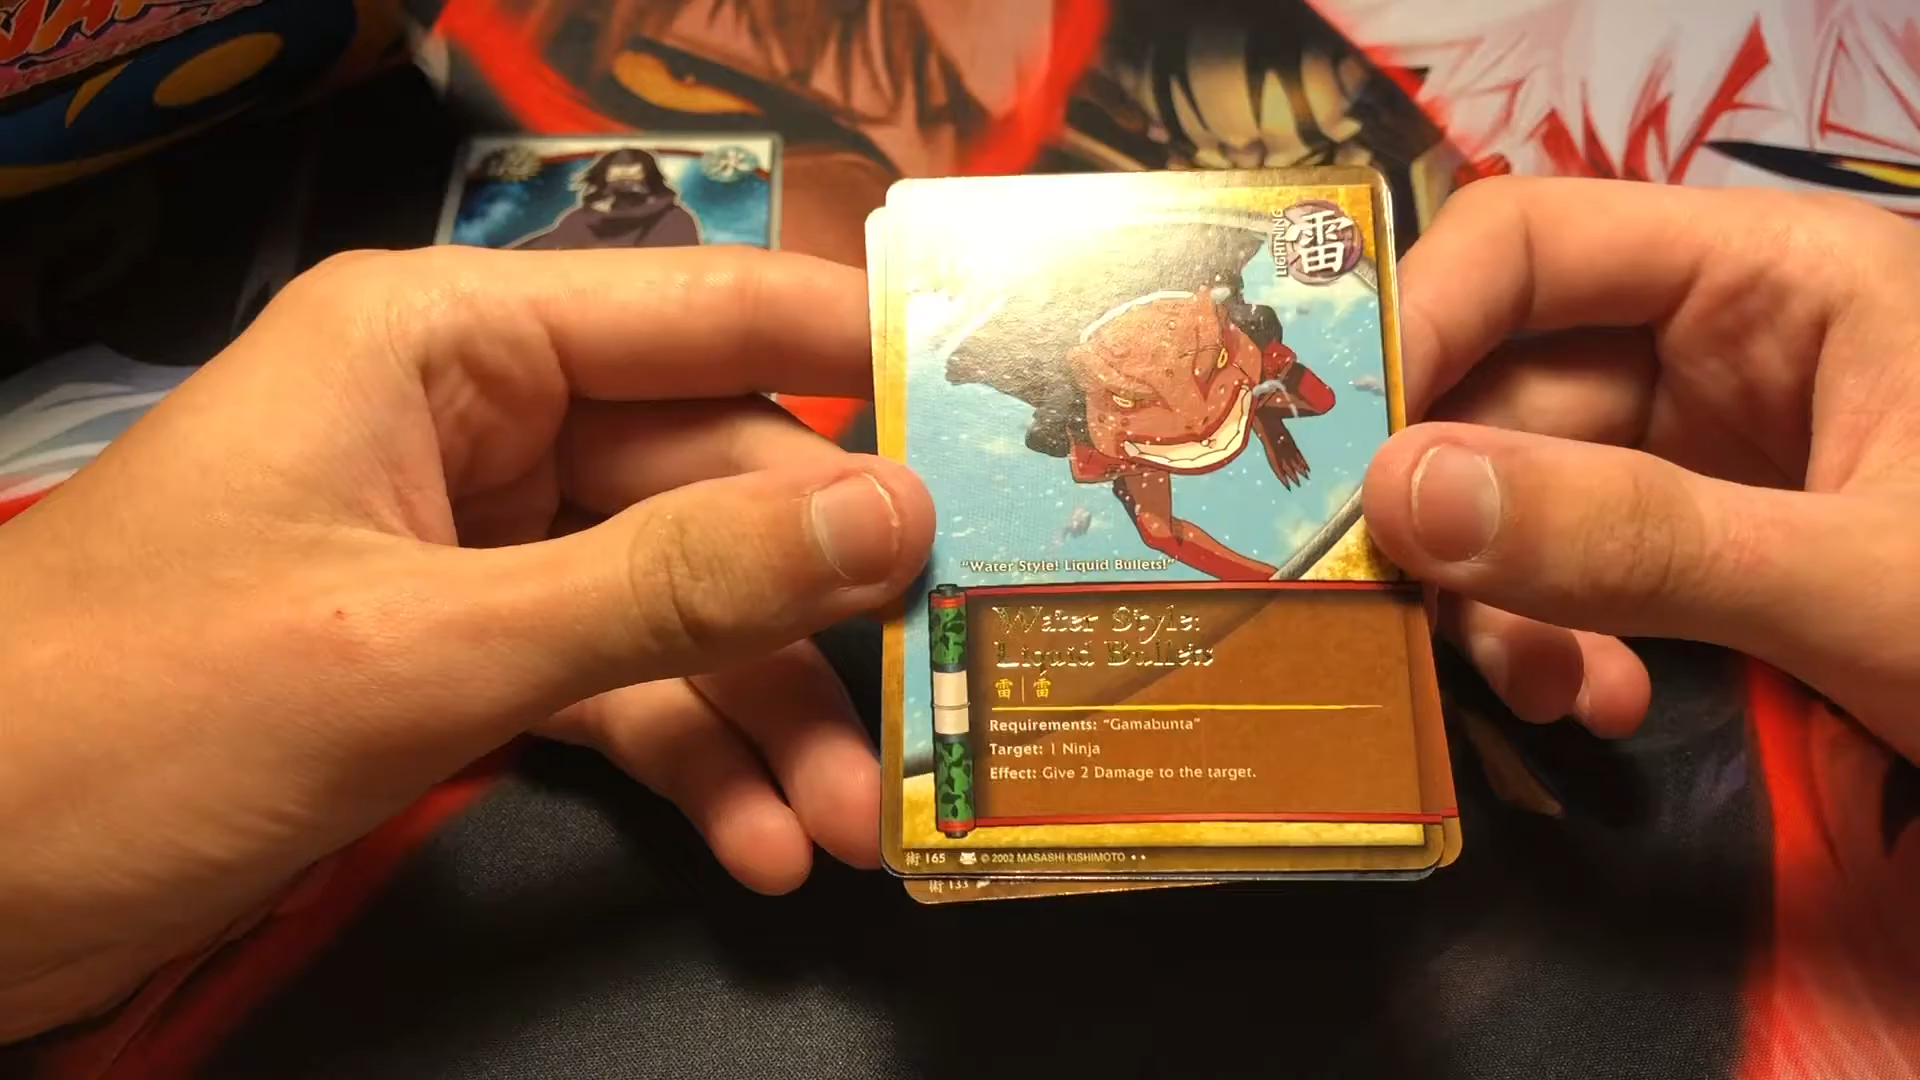 雷
LIGHTNING
"Water Style! Liquid Bullets!"
Water Style:
Liquid Bullets
雷 | 雷
Requirements: "Gamabunta"
Target: 1 Ninja
Effect: Give 2 Damage to the target.
術 165 © 2002 MASASHI KISHIMOTO
術 133
水